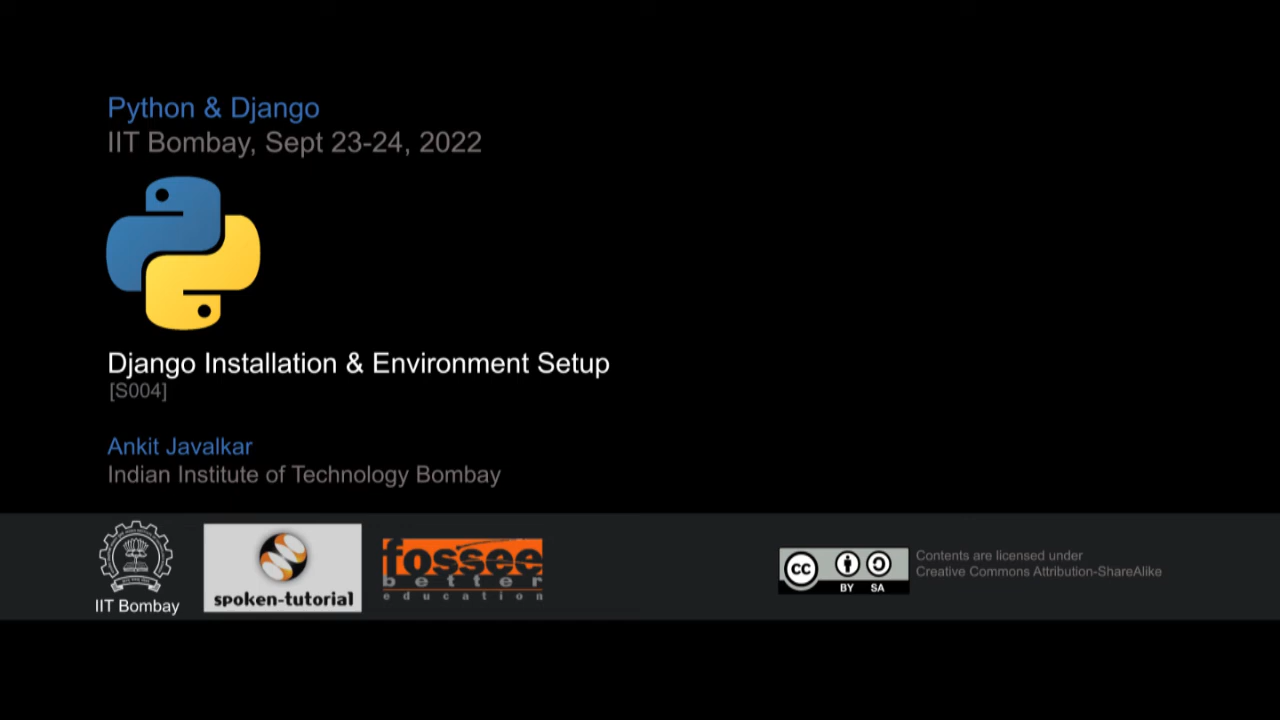 Python & Django
IIT Bombay, Sept 23-24, 2022
Django Installation & Environment Setup
[S004]
Ankit Javalkar
Indian Institute of Technology Bombay
IIT Bombay
spoken-tutorial
fossee
better
education
cc
BY SA
Contents are licensed under
Creative Commons Attribution-ShareAlike